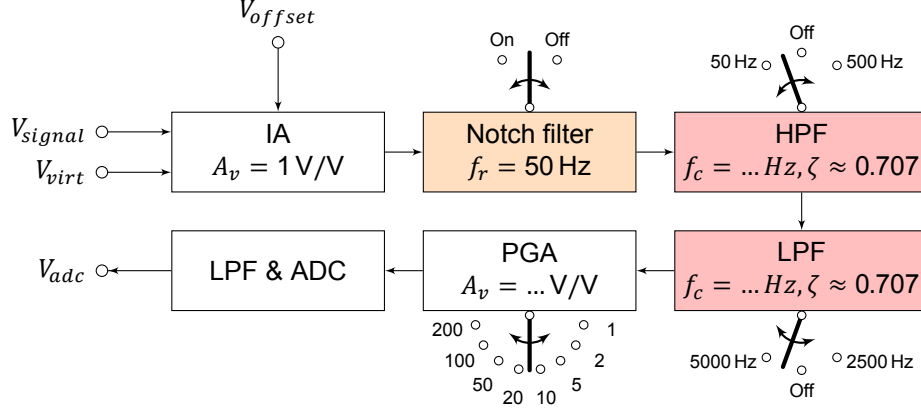 V_offset
On Off
Off
50 Hz 500 Hz
V_signal
V_virt
IA
A_v = 1 V/V
Notch filter
f_r = 50 Hz
HPF
f_c = ... Hz, ζ ≈ 0.707
V_adc
LPF & ADC
PGA
A_v = ... V/V
LPF
f_c = ... Hz, ζ ≈ 0.707
200 1
100 2
50 5
20 10
5000 Hz 2500 Hz
Off